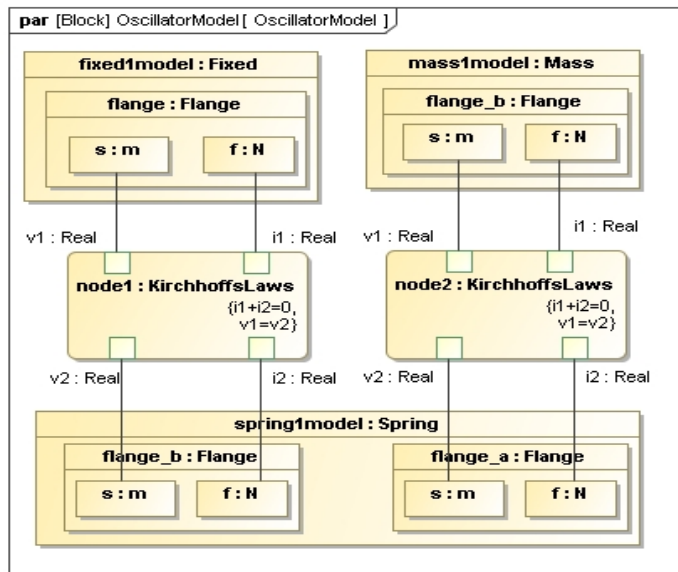 par [Block] OscillatorModel [ OscillatorModel ]
fixed1model : Fixed
flange : Flange
s : m
f : N
mass1model : Mass
flange_b : Flange
s : m
f : N
v1 : Real
i1 : Real
v1 : Real
i1 : Real
node1 : KirchhoffsLaws
{i1+i2=0,
v1=v2}
node2 : KirchhoffsLaws
{i1+i2=0,
v1=v2}
v2 : Real
i2 : Real
v2 : Real
i2 : Real
spring1model : Spring
flange_b : Flange
s : m
f : N
flange_a : Flange
s : m
f : N